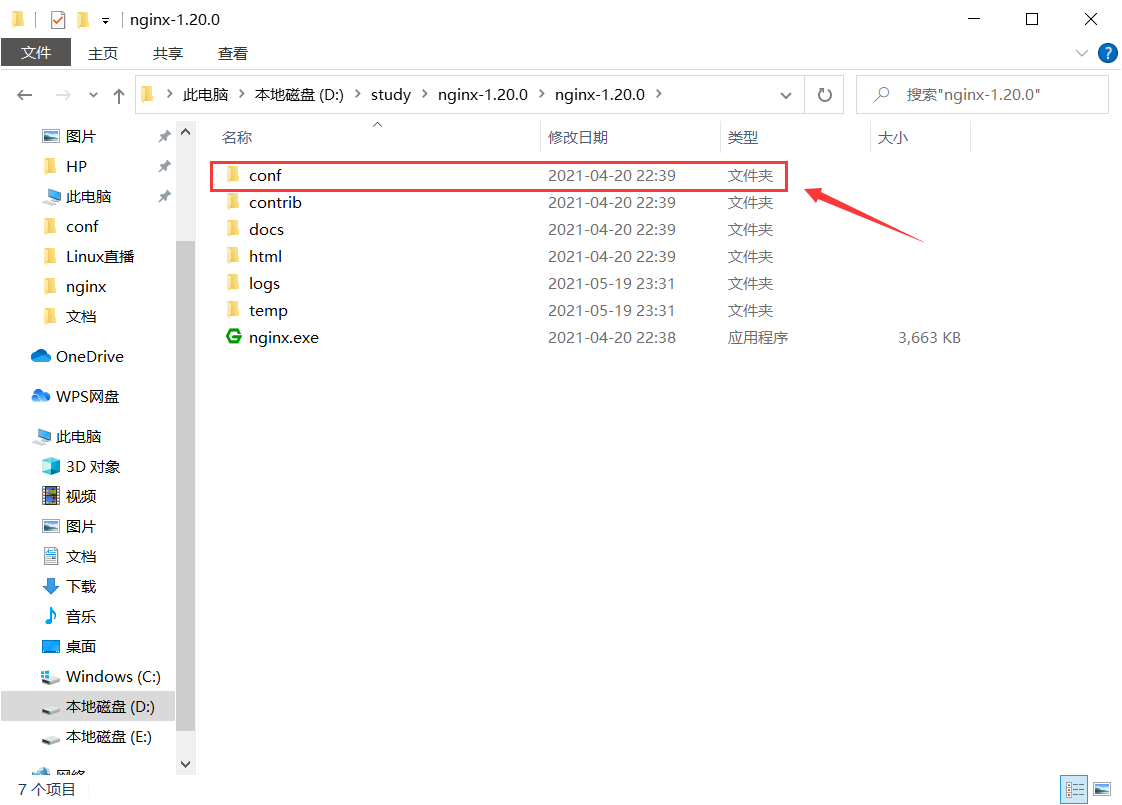 nginx-1.20.0
文件 主页 共享 查看
此电脑 本地磁盘 (D:) study nginx-1.20.0 nginx-1.20.0 搜索"nginx-1.20.0"
名称 修改日期 类型 大小
conf 2021-04-20 22:39 文件夹
contrib 2021-04-20 22:39 文件夹
docs 2021-04-20 22:39 文件夹
html 2021-04-20 22:39 文件夹
logs 2021-05-19 23:31 文件夹
temp 2021-05-19 23:31 文件夹
nginx.exe 2021-04-20 22:38 应用程序 3,663 KB
图片
HP
此电脑
conf
Linux直播
nginx
文档
OneDrive
WPS网盘
此电脑
3D 对象
视频
图片
文档
下载
音乐
桌面
Windows (C:)
本地磁盘 (D:)
本地磁盘 (E:)
网络
7 个项目